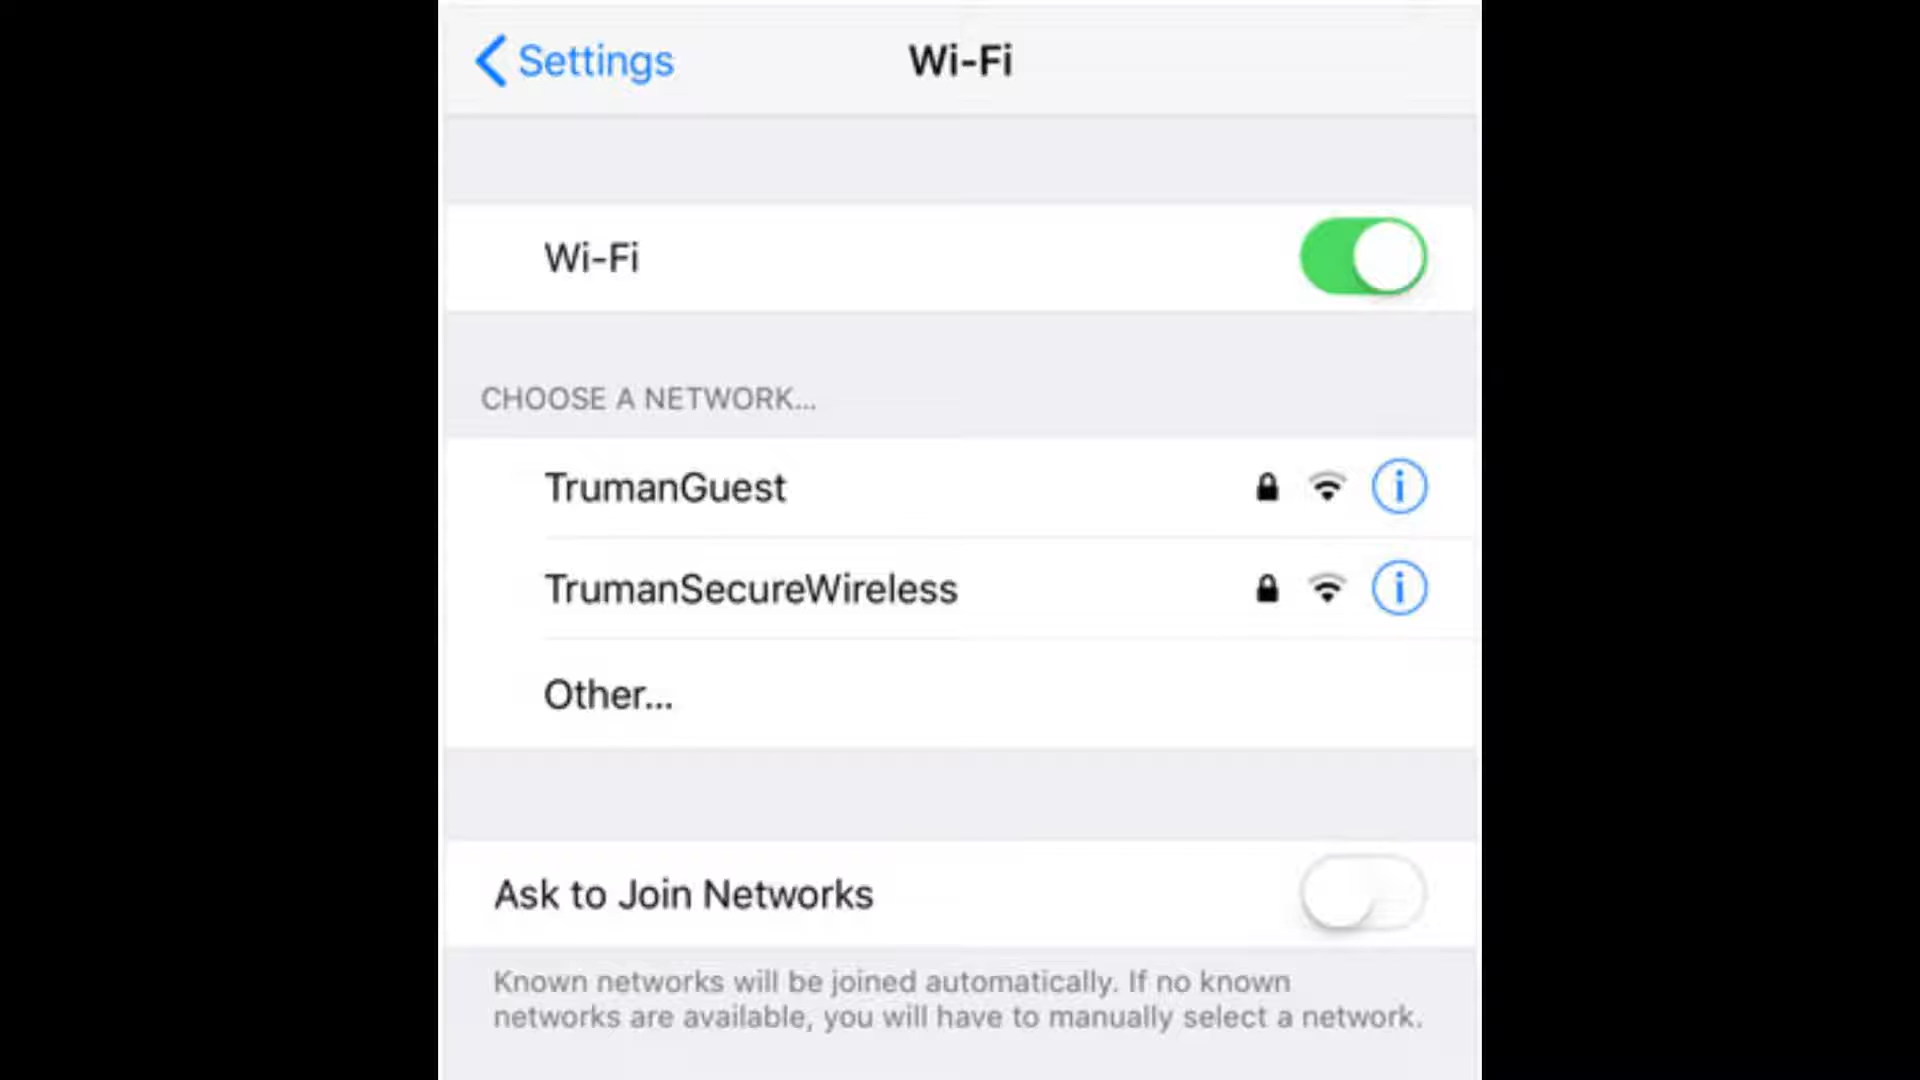 Settings
Wi-Fi
Wi-Fi
CHOOSE A NETWORK...
TrumanGuest
TrumanSecureWireless
Other...
Ask to Join Networks
Known networks will be joined automatically. If no known
networks are available, you will have to manually select a network.